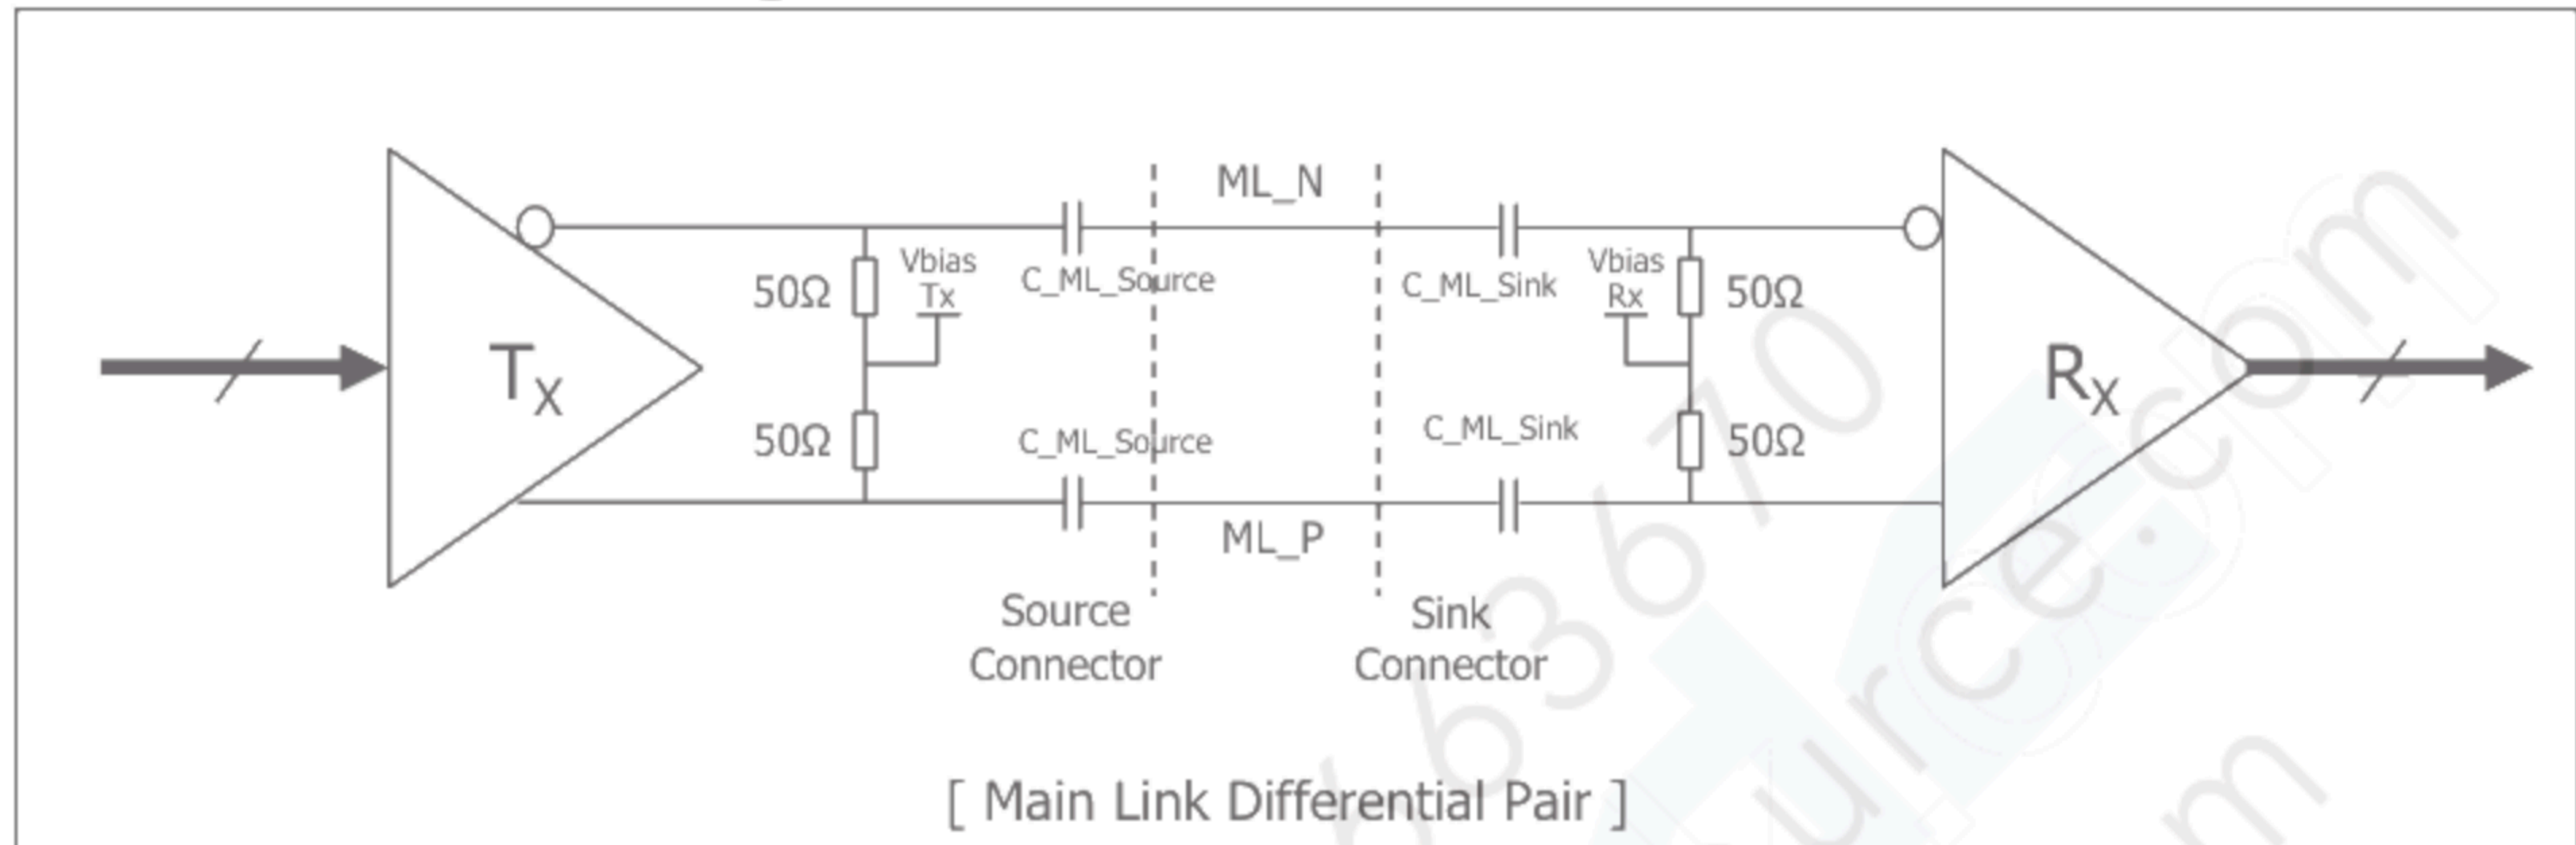 ML_N
Vbias
Tx
C_ML_Source
C_ML_Sink
Vbias
Rx
50Ω
50Ω
Tx
Rx
50Ω
C_ML_Source
C_ML_Sink
50Ω
ML_P
Source
Connector
Sink
Connector
[ Main Link Differential Pair ]